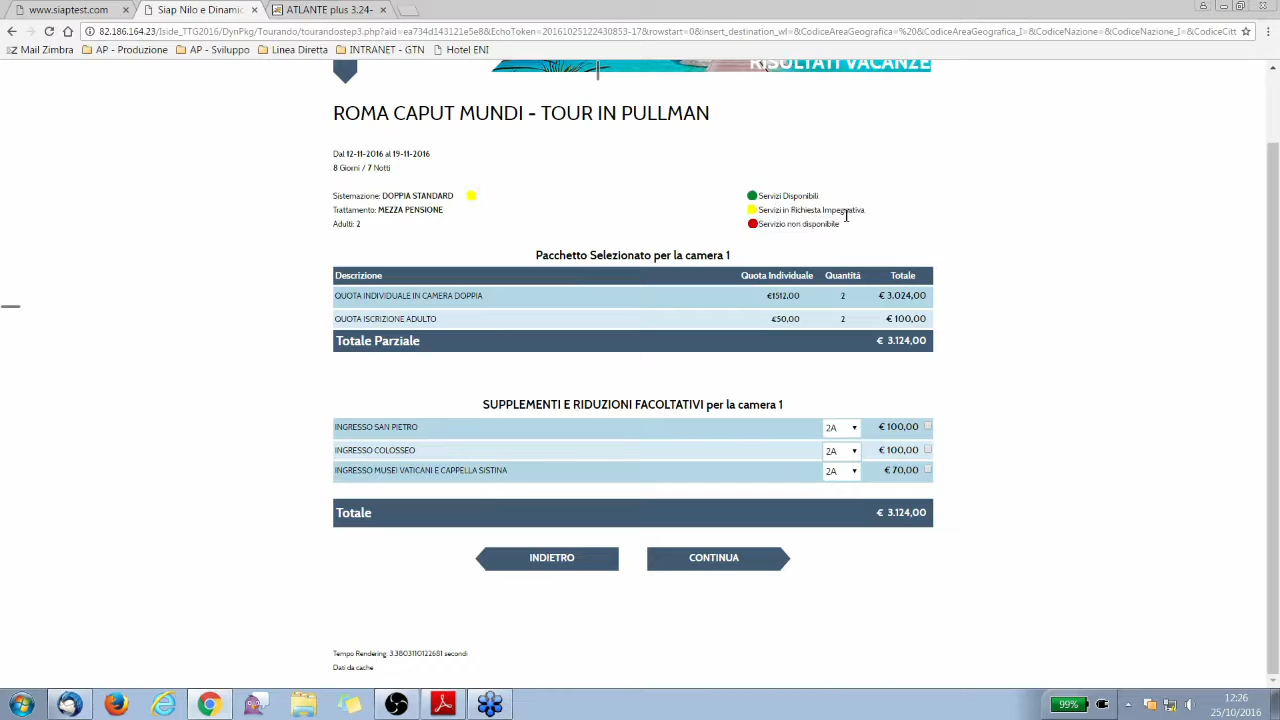 www.siaptest.com
Siap Nilo e Dinamic
ATLANTE plus 3.24-
82.186.164.23/Iside_TTG2016/DynPkg/Tourando/tourandostep3.php?aid=ea734d143121e5e8&EchoToken=20161025122403929-17&rowstart=0&insert_destination_wl=&CodiceAreaGeografica=%20&CodiceAreaGeografica_I=&CodiceNazione=&CodiceNazione_I=&CodiceCitt
Mail Zimbra AP - Produzione AP - Sviluppo Linea Diretta INTRANET - GTN Hotel ENI
RISULTATI VACANZE
ROMA CAPUT MUNDI - TOUR IN PULLMAN
Dal 12-11-2016 al 19-11-2016
8 Giorni / 7 Notti
Sistemazione: DOPPIA STANDARD
Trattamento: MEZZA PENSIONE
Adulti: 2
Servizi Disponibili
Servizi in Richiesta Impegnativa
Servizio non disponibile
Pacchetto Selezionato per la camera 1
Descrizione Quota Individuale Quantità Totale
QUOTA INDIVIDUALE IN CAMERA DOPPIA €1512,00 2 € 3.024,00
QUOTA ISCRIZIONE ADULTO €50,00 2 € 100,00
Totale Parziale € 3.124,00
SUPPLEMENTI E RIDUZIONI FACOLTATIVI per la camera 1
INGRESSO SAN PIETRO 2A € 100,00
INGRESSO COLOSSEO 2A € 100,00
INGRESSO MUSEI VATICANI E CAPPELLA SISTINA 2A € 70,00
Totale € 3.124,00
INDIETRO CONTINUA
Tempo Rendering: 3.3803110122681 secondi
Dati da cache
99%
12:26
25/10/2016